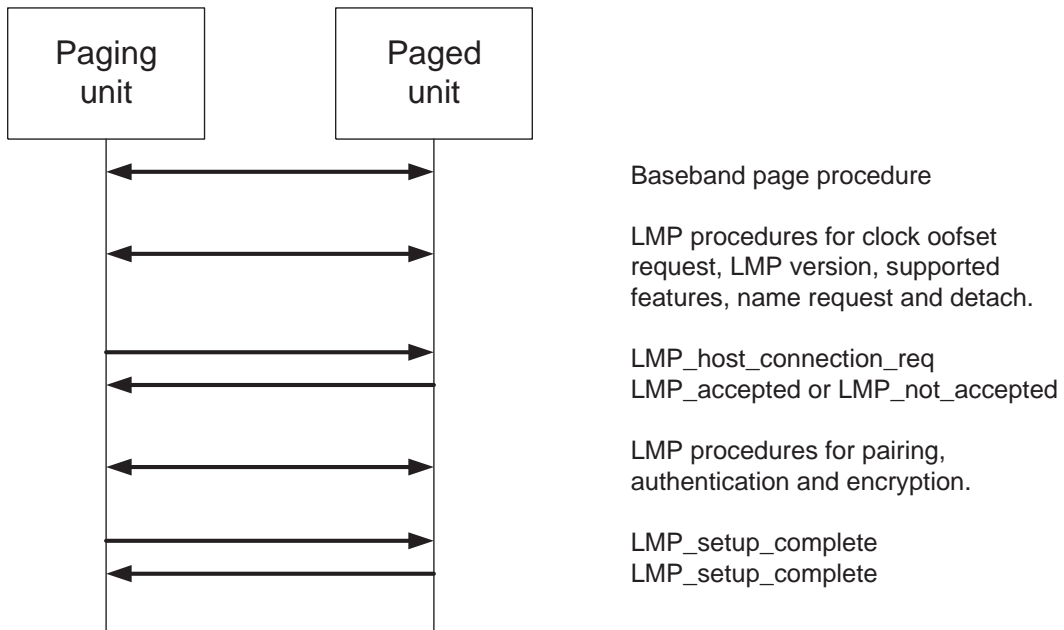 Paging
unit
Paged
unit
Baseband page procedure
LMP procedures for clock oofset
request, LMP version, supported
features, name request and detach.
LMP_host_connection_req
LMP_accepted or LMP_not_accepted
LMP procedures for pairing,
authentication and encryption.
LMP_setup_complete
LMP_setup_complete